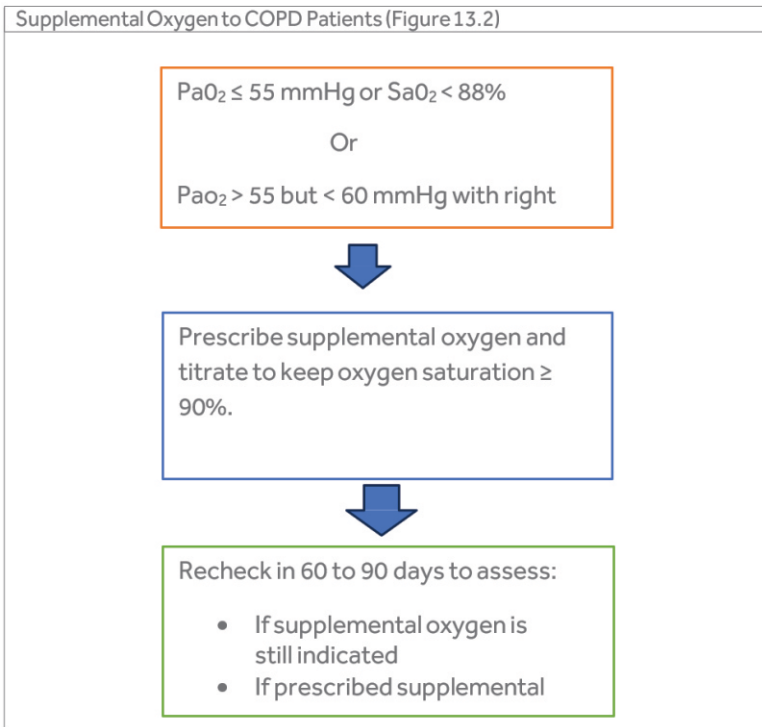 Supplemental Oxygen to COPD Patients (Figure 13.2)
Pa0₂ ≤ 55 mmHg or Sa0₂ < 88%
Or
Pao₂ > 55 but < 60 mmHg with right
Prescribe supplemental oxygen and
titrate to keep oxygen saturation ≥
90%.
Recheck in 60 to 90 days to assess:
• If supplemental oxygen is
still indicated
• If prescribed supplemental